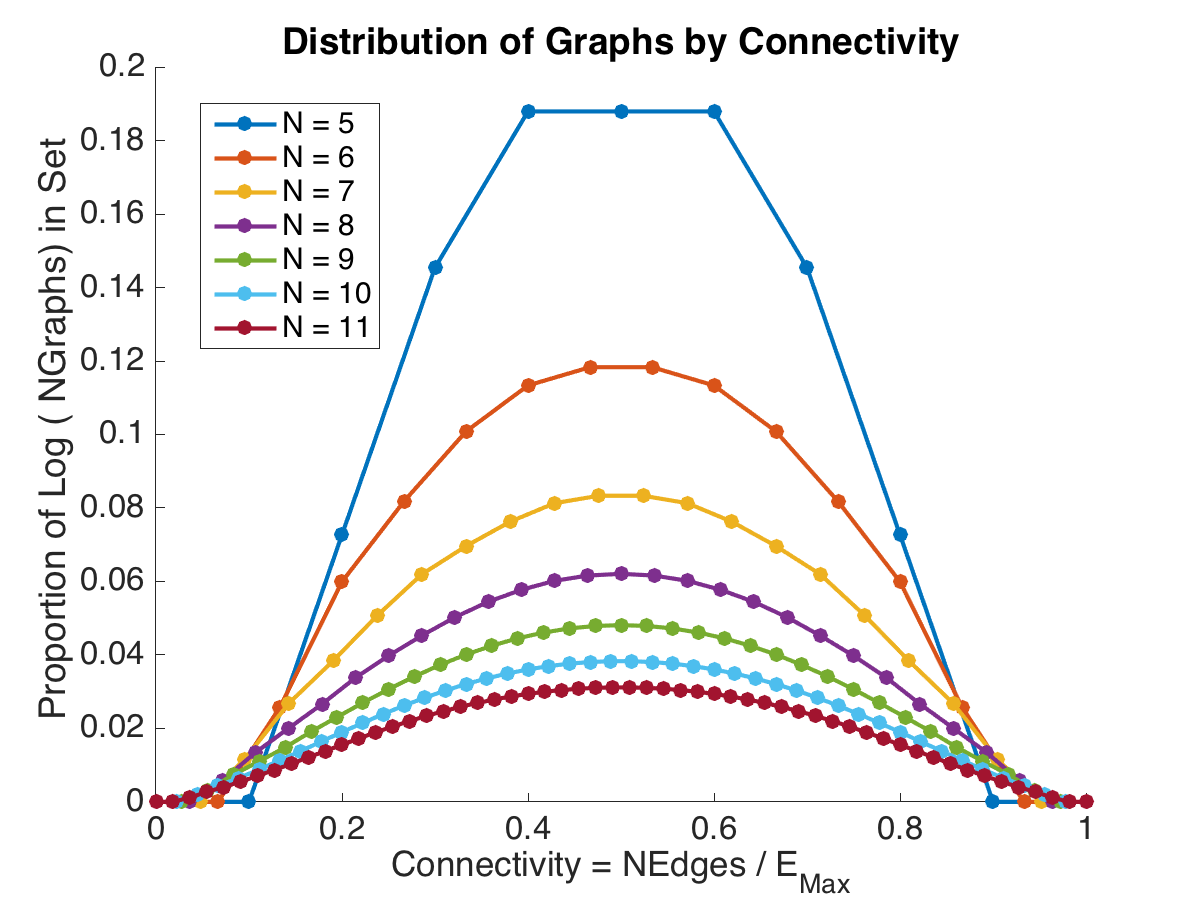 Distribution of Graphs by Connectivity
Proportion of Log ( NGraphs) in Set
0.2
0.18
0.16
0.14
0.12
0.1
0.08
0.06
0.04
0.02
0
N = 5
N = 6
N = 7
N = 8
N = 9
N = 10
N = 11
0 0.2 0.4 0.6 0.8 1
Connectivity = NEdges / E_Max